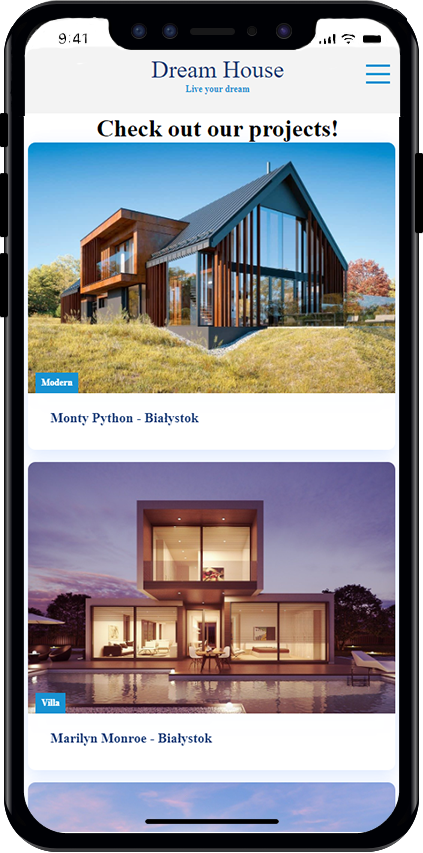 9:41
Dream House
Live your dream
Check out our projects!
Modern
Monty Python - Białystok
Villa
Marilyn Monroe - Białystok